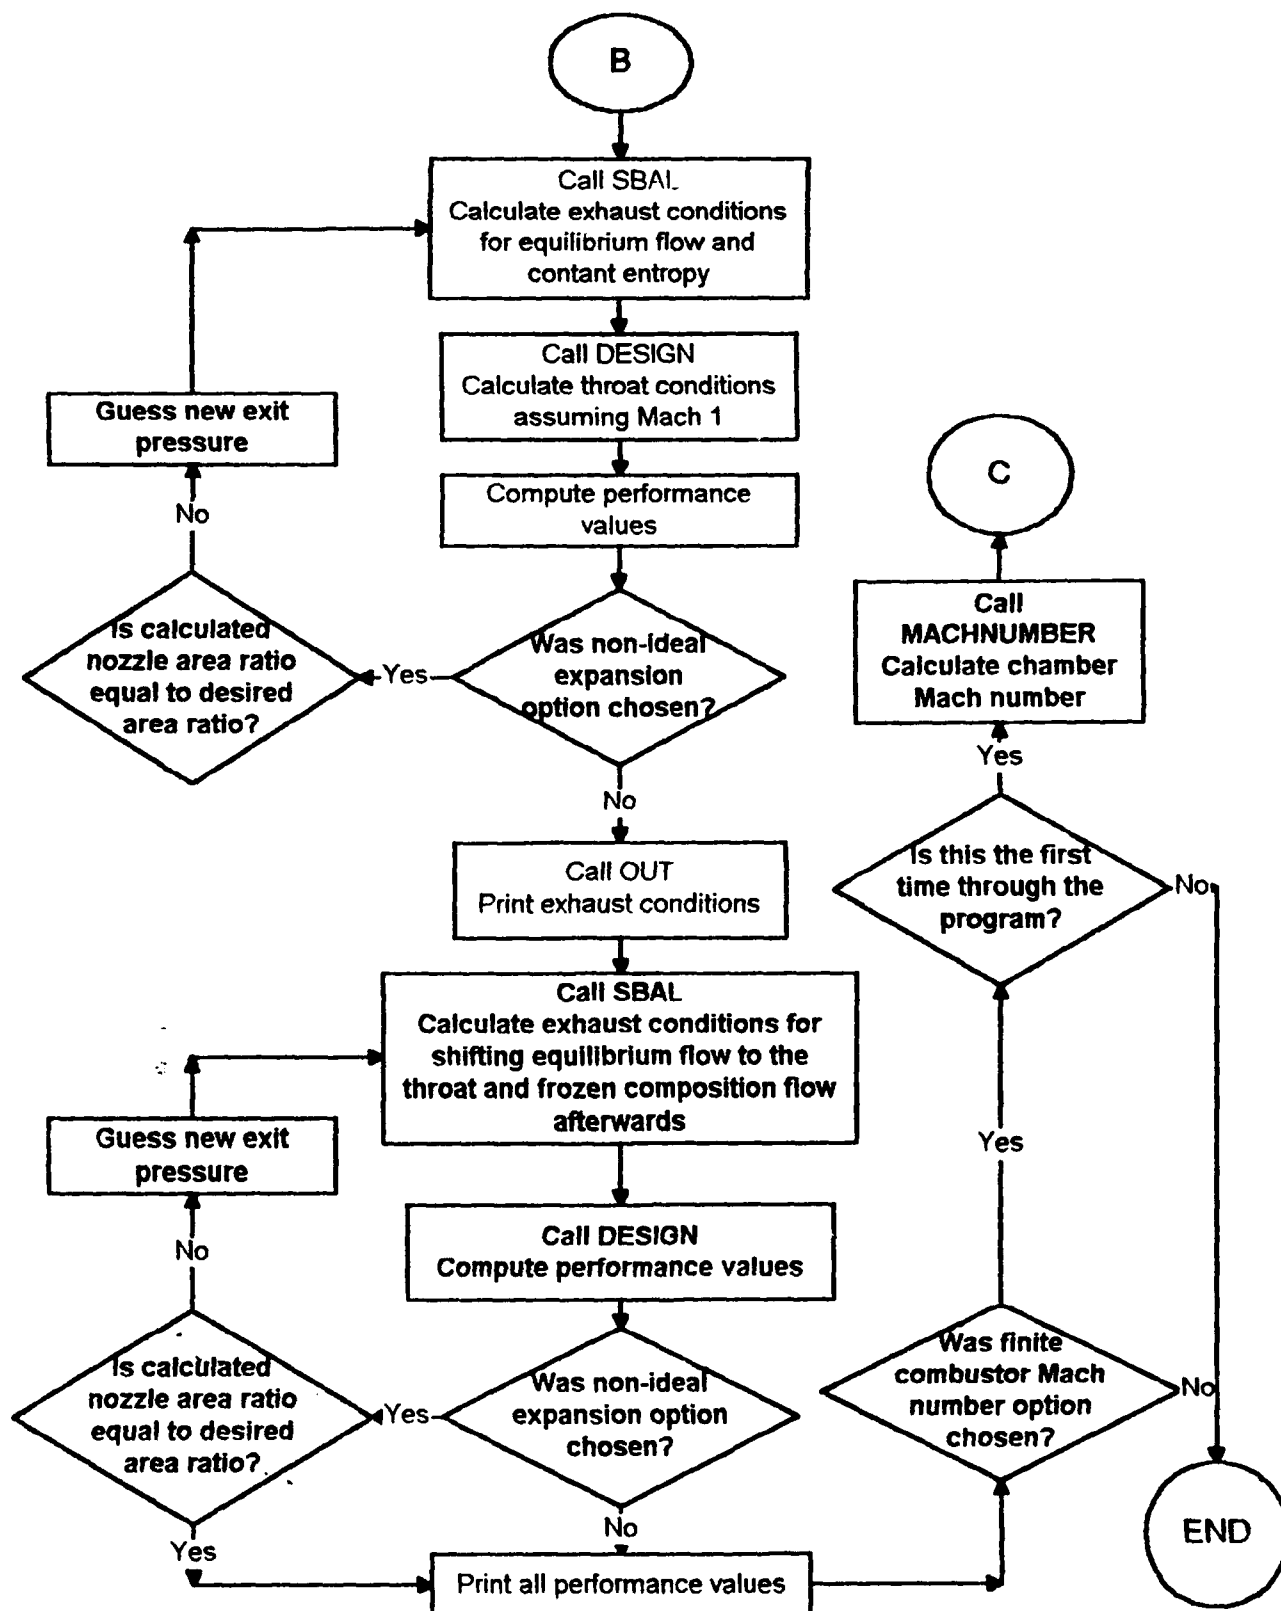 B
Call SBAL
Calculate exhaust conditions
for equilibrium flow and
contant entropy
Call DESIGN
Calculate throat conditions
assuming Mach 1
Guess new exit
pressure
Compute performance
values
No
C
Is calculated
nozzle area ratio
equal to desired
area ratio?
Yes
Was non-ideal
expansion
option chosen?
Call
MACHNUMBER
Calculate chamber
Mach number
Yes
No
Call OUT
Print exhaust conditions
Is this the first
time through the
program?
No
Call SBAL
Calculate exhaust conditions for
shifting equilibrium flow to the
throat and frozen composition flow
afterwards
Guess new exit
pressure
Yes
No
Call DESIGN
Compute performance values
Is calculated
nozzle area ratio
equal to desired
area ratio?
Yes
Was non-ideal
expansion option
chosen?
Was finite
combustor Mach
number option
chosen?
No
Yes
No
Print all performance values
END